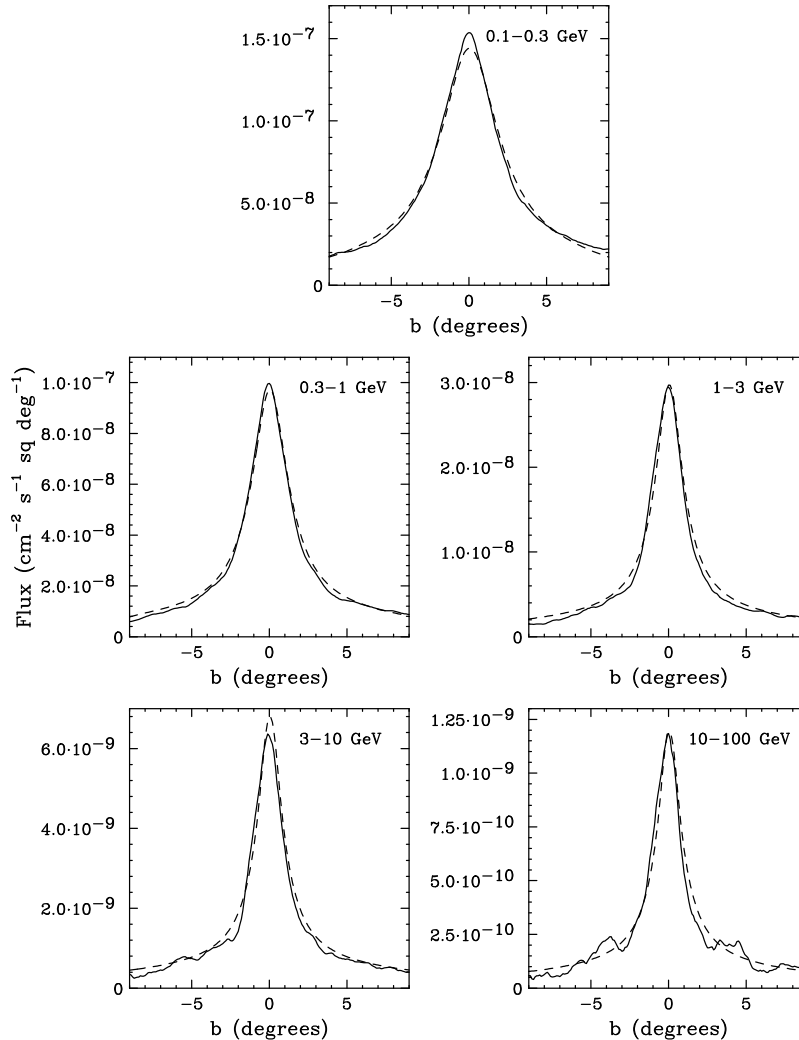 0.1−0.3 GeV
1.5·10⁻⁷
1.0·10⁻⁷
5.0·10⁻⁸
0
−5 0 5
b (degrees)
Flux (cm⁻² s⁻¹ sq deg⁻¹)
0.3−1 GeV
1.0·10⁻⁷
8.0·10⁻⁸
6.0·10⁻⁸
4.0·10⁻⁸
2.0·10⁻⁸
0
−5 0 5
b (degrees)
1−3 GeV
3.0·10⁻⁸
2.0·10⁻⁸
1.0·10⁻⁸
0
−5 0 5
b (degrees)
3−10 GeV
6.0·10⁻⁹
4.0·10⁻⁹
2.0·10⁻⁹
0
−5 0 5
b (degrees)
10−100 GeV
1.25·10⁻⁹
1.0·10⁻⁹
7.5·10⁻¹⁰
5.0·10⁻¹⁰
2.5·10⁻¹⁰
0
−5 0 5
b (degrees)